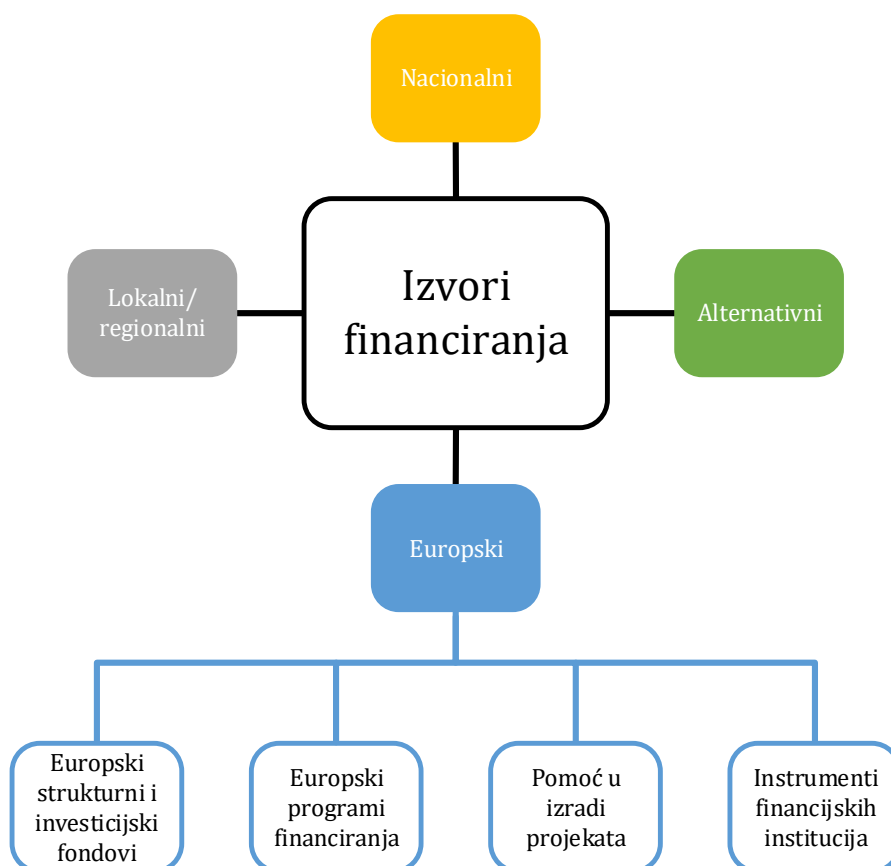 Nacionalni
Lokalni/
regionalni
Izvori
financiranja
Alternativni
Europski
Europski
strukturni i
investicijski
fondovi
Europski
programi
financiranja
Pomoć u
izradi
projekata
Instrumenti
financijskih
institucija